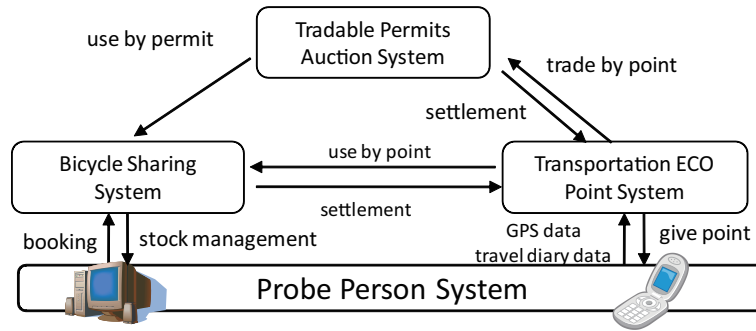 Tradable Permits
Auction System
use by permit
trade by point
settlement
Bicycle Sharing
System
use by point
settlement
Transportation ECO
Point System
booking
stock management
GPS data
travel diary data
give point
Probe Person System